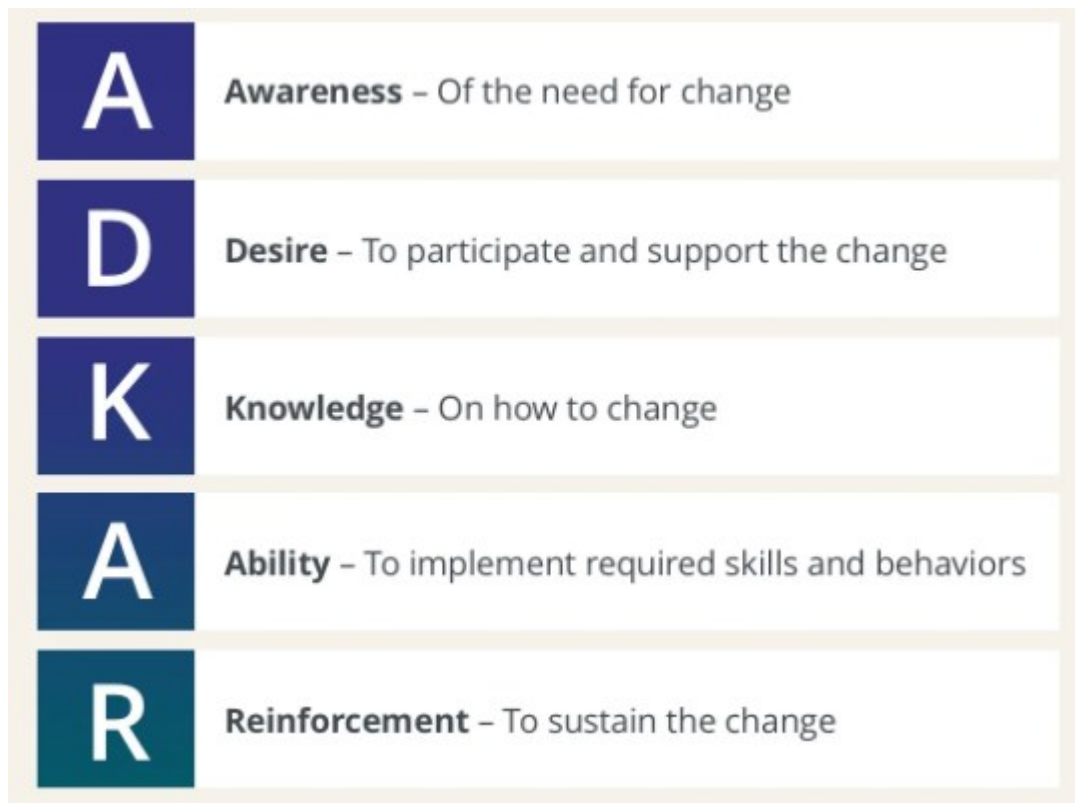 A
Awareness – Of the need for change
D
Desire – To participate and support the change
K
Knowledge – On how to change
A
Ability – To implement required skills and behaviors
R
Reinforcement – To sustain the change